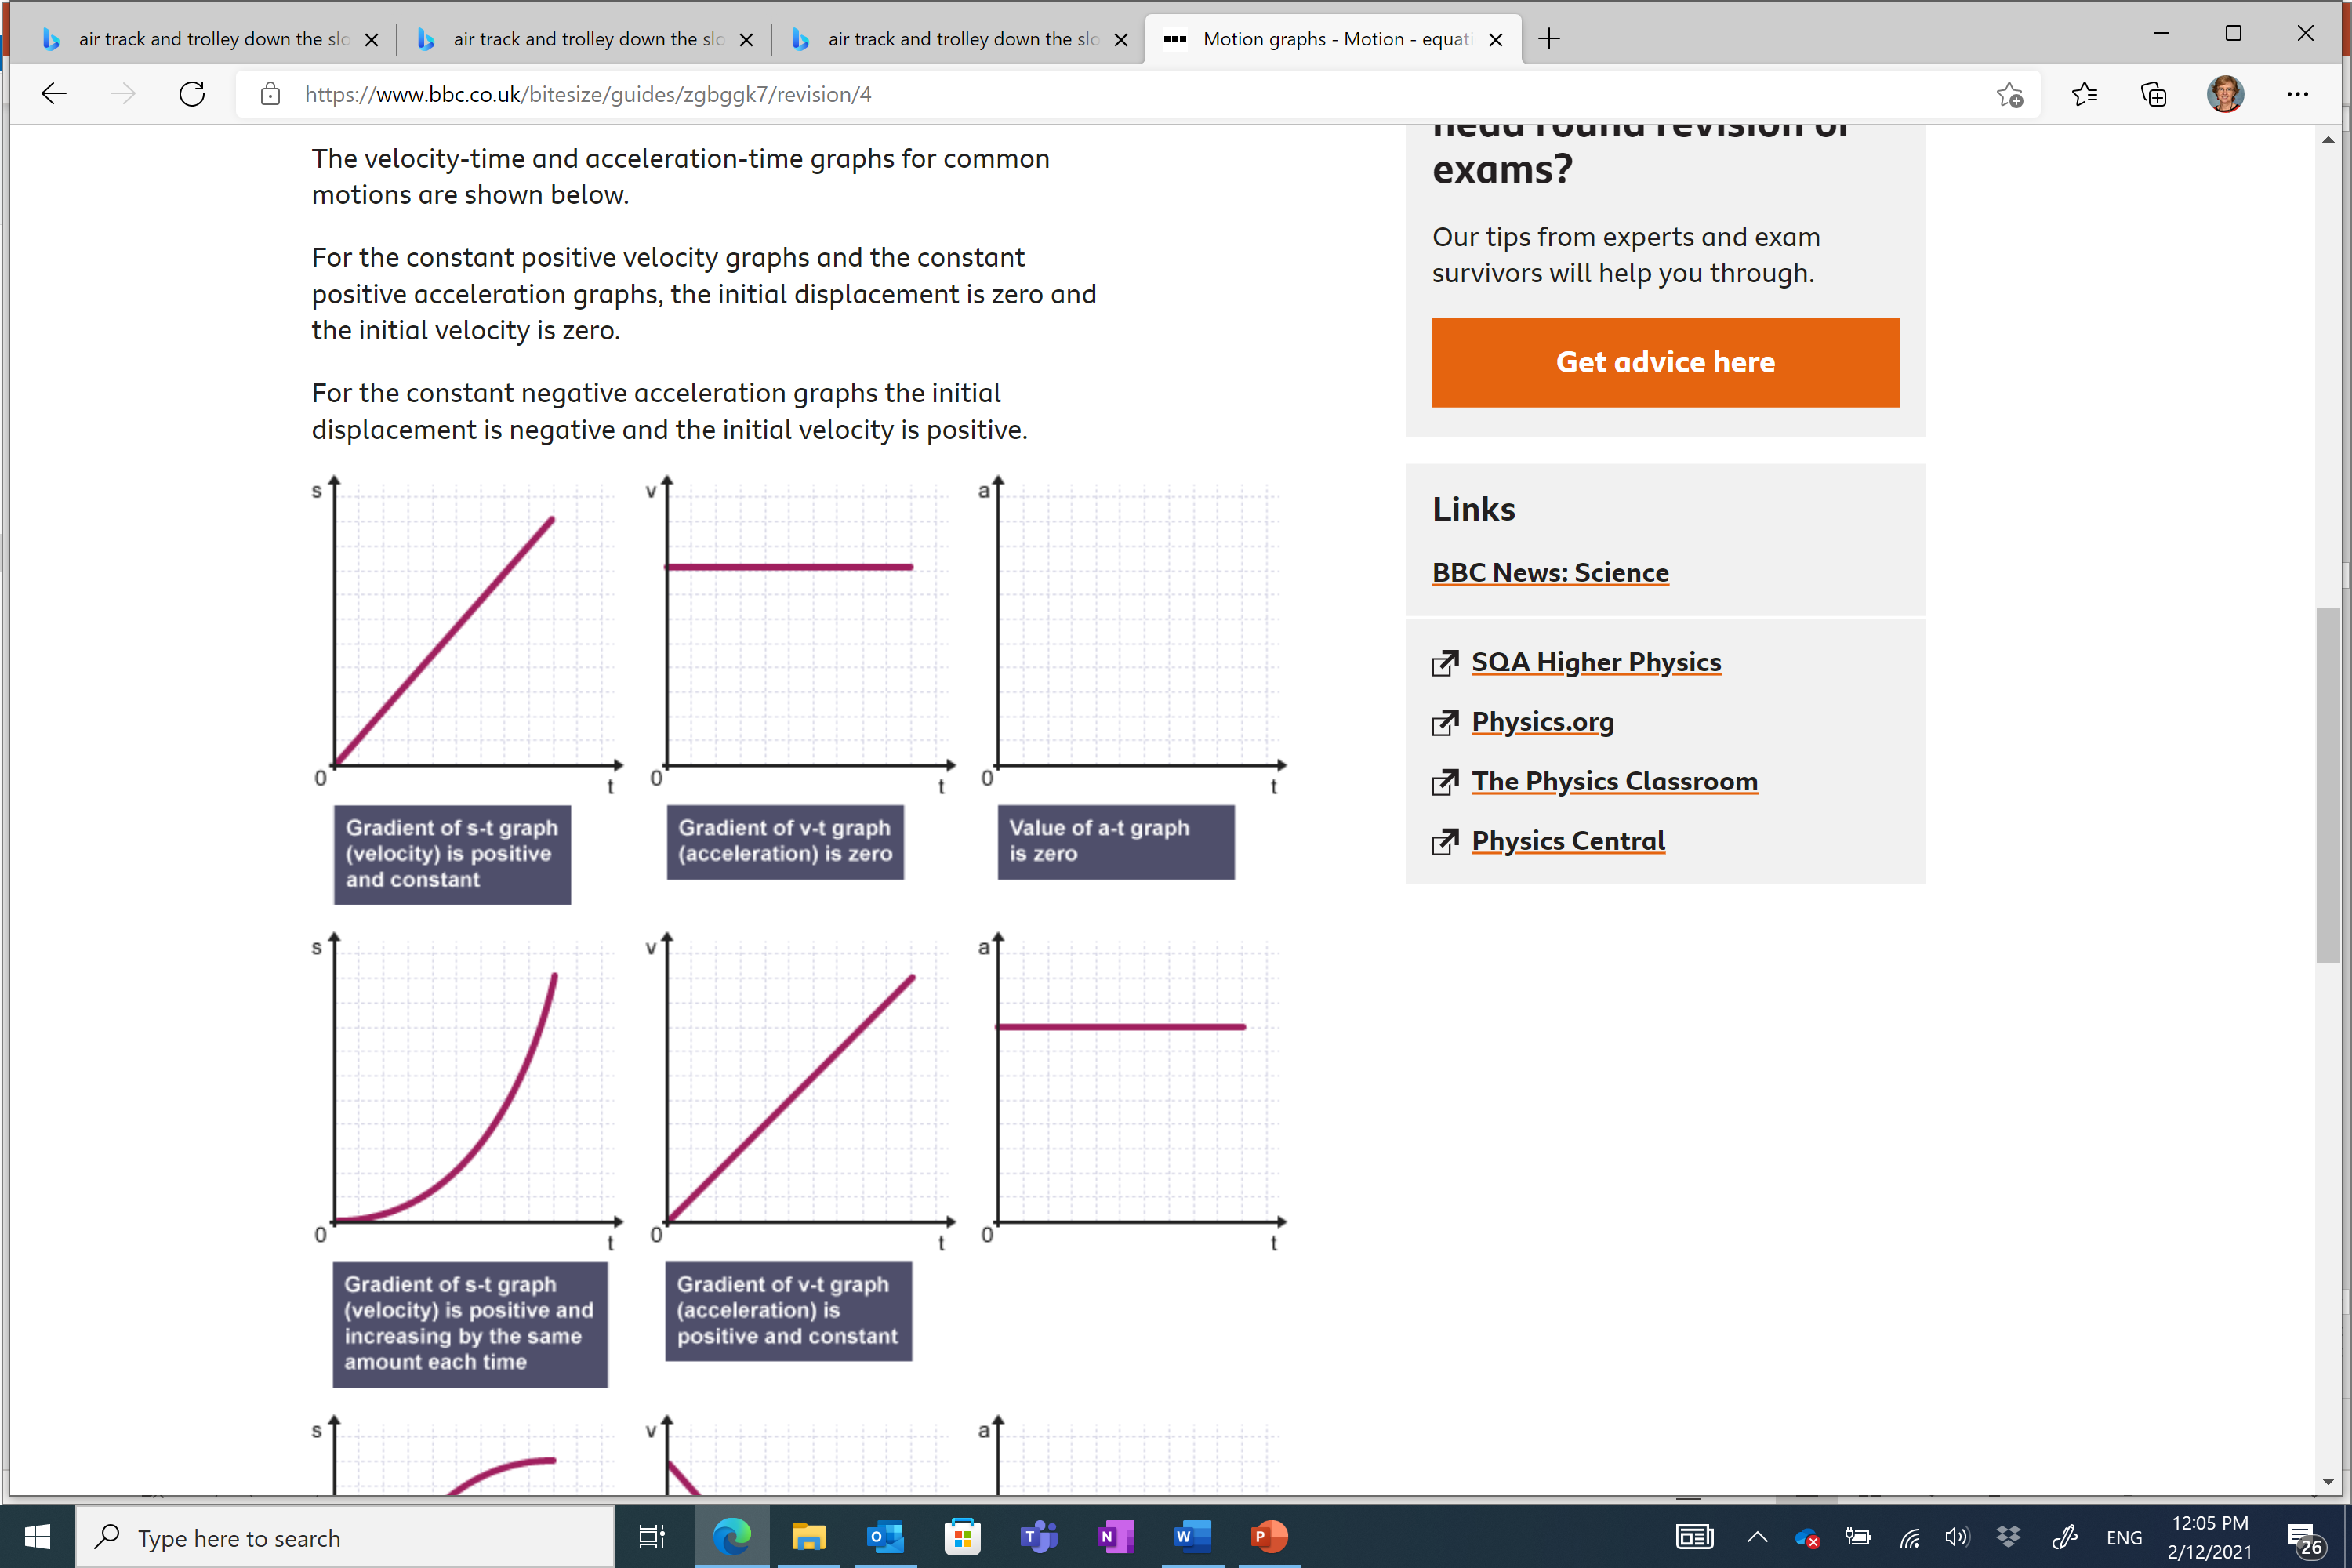 air track and trolley down the slo
air track and trolley down the slo
air track and trolley down the slo
Motion graphs - Motion - equati
https://www.bbc.co.uk/bitesize/guides/zgbggk7/revision/4
The velocity-time and acceleration-time graphs for common
motions are shown below.
For the constant positive velocity graphs and the constant
positive acceleration graphs, the initial displacement is zero and
the initial velocity is zero.
For the constant negative acceleration graphs the initial
displacement is negative and the initial velocity is positive.
s
0
t
v
0
t
a
0
t
Gradient of s-t graph
(velocity) is positive
and constant
Gradient of v-t graph
(acceleration) is zero
Value of a-t graph
is zero
s
0
t
v
0
t
a
0
t
Gradient of s-t graph
(velocity) is positive and
increasing by the same
amount each time
Gradient of v-t graph
(acceleration) is
positive and constant
s
v
a
head round revision or
exams?
Our tips from experts and exam
survivors will help you through.
Get advice here
Links
BBC News: Science
SQA Higher Physics
Physics.org
The Physics Classroom
Physics Central
Type here to search
ENG
12:05 PM
2/12/2021
26